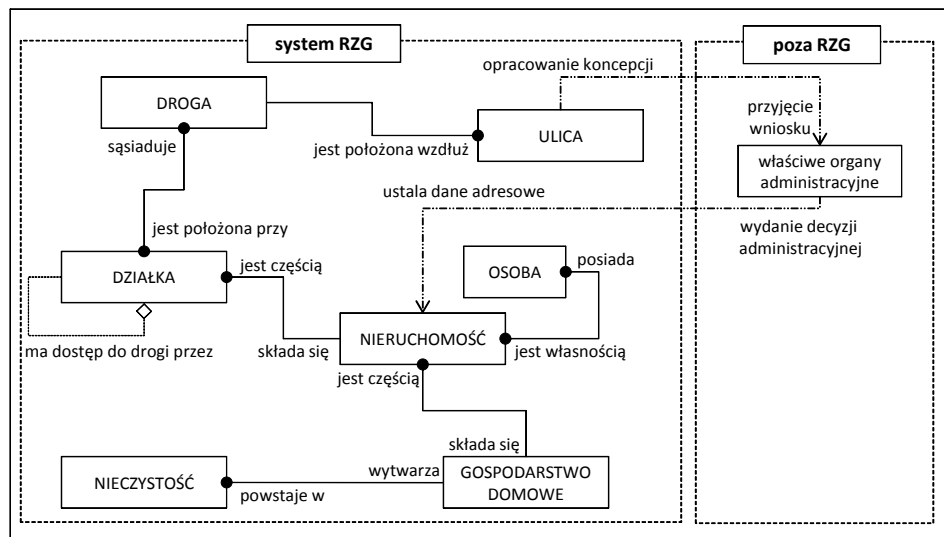 system RZG
poza RZG
opracowanie koncepcji
DROGA
przyjęcie
wniosku
sąsiaduje
jest położona wzdłuż
ULICA
właściwe organy
administracyjne
ustala dane adresowe
wydanie decyzji
administracyjnej
jest położona przy
jest częścią
DZIAŁKA
OSOBA
posiada
ma dostęp do drogi przez
składa się
NIERUCHOMOŚĆ
jest własnością
jest częścią
składa się
NIECZYSTOŚĆ
powstaje w
wytwarza
GOSPODARSTWO
DOMOWE